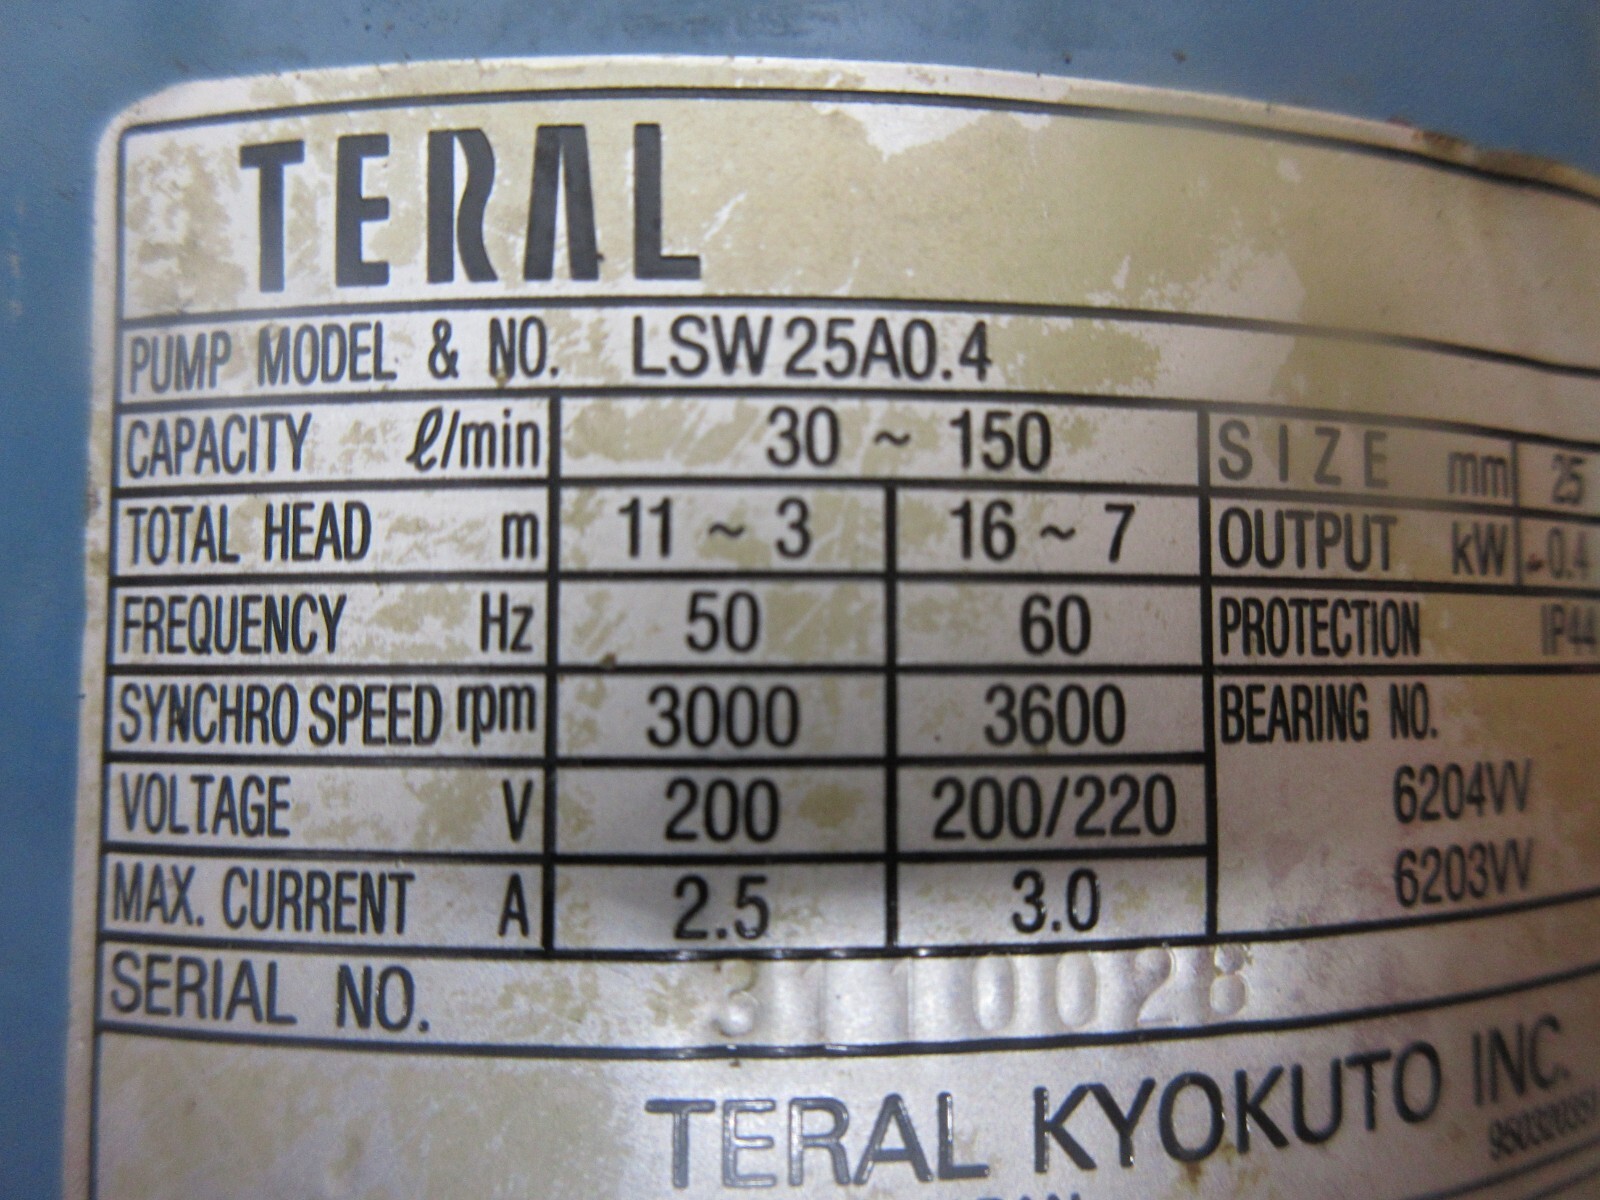 TERAL
PUMP MODEL & NO. LSW25A0.4
CAPACITY ℓ/min 30 ~ 150 SIZE mm 25
TOTAL HEAD m 11 ~ 3 16 ~ 7 OUTPUT kW 0.4
FREQUENCY Hz 50 60 PROTECTION IP44
SYNCHRO SPEED rpm 3000 3600 BEARING NO.
VOLTAGE V 200 200/220 6204VV
MAX. CURRENT A 2.5 3.0 6203VV
SERIAL NO. 3110028
TERAL KYOKUTO INC.